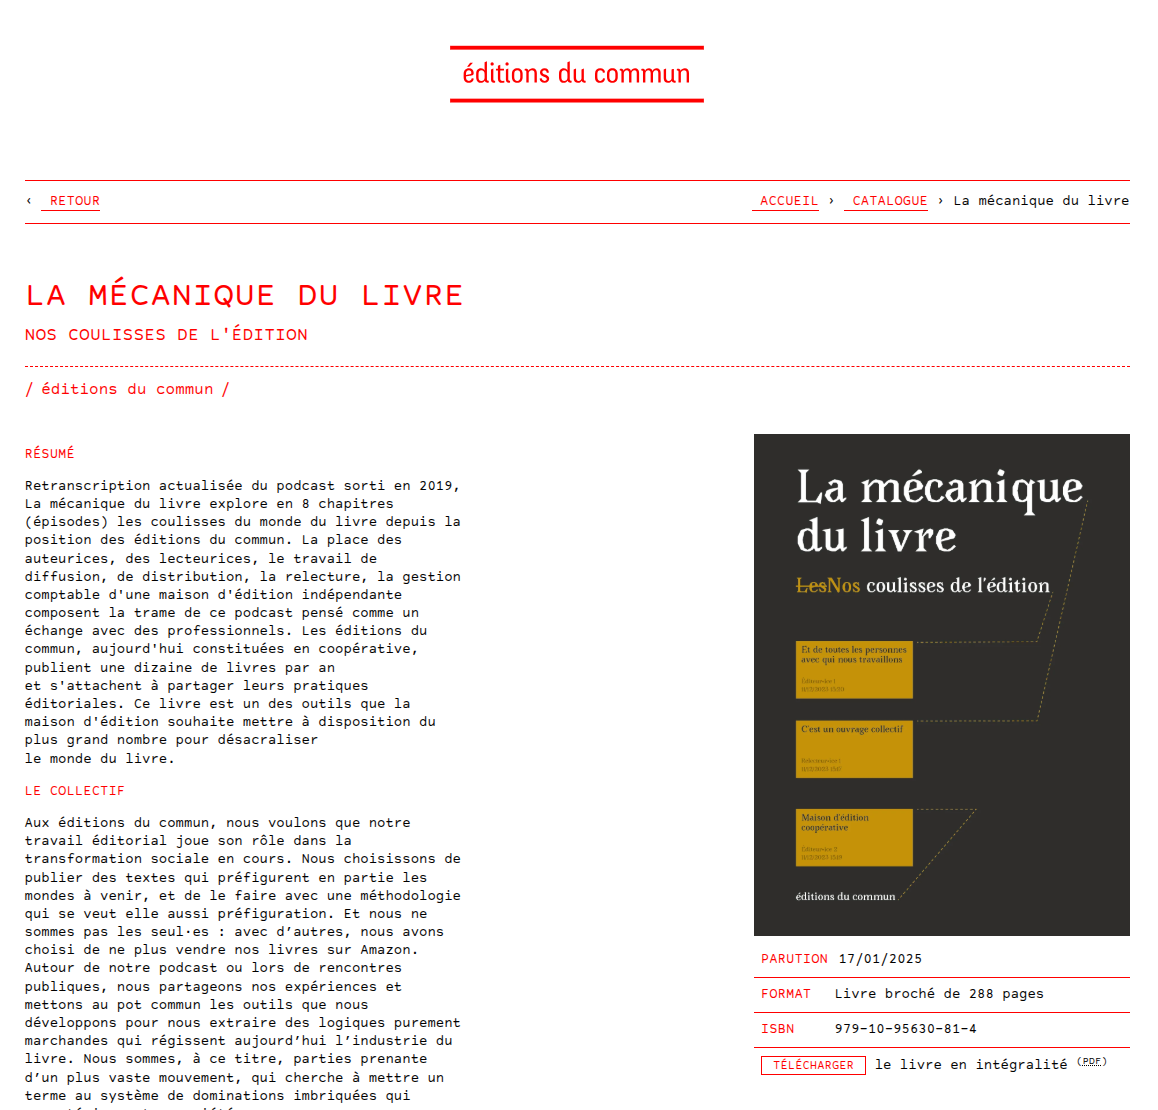 éditions du commun
‹ RETOUR
ACCUEIL › CATALOGUE › La mécanique du livre
LA MÉCANIQUE DU LIVRE
NOS COULISSES DE L'ÉDITION
/ éditions du commun /
RÉSUMÉ
Retranscription actualisée du podcast sorti en 2019,
La mécanique du livre explore en 8 chapitres
(épisodes) les coulisses du monde du livre depuis la
position des éditions du commun. La place des
auteurices, des lecteurices, le travail de
diffusion, de distribution, la relecture, la gestion
comptable d'une maison d'édition indépendante
composent la trame de ce podcast pensé comme un
échange avec des professionnels. Les éditions du
commun, aujourd'hui constituées en coopérative,
publient une dizaine de livres par an
et s'attachent à partager leurs pratiques
éditoriales. Ce livre est un des outils que la
maison d'édition souhaite mettre à disposition du
plus grand nombre pour désacraliser
le monde du livre.
LE COLLECTIF
Aux éditions du commun, nous voulons que notre
travail éditorial joue son rôle dans la
transformation sociale en cours. Nous choisissons de
publier des textes qui préfigurent en partie les
mondes à venir, et de le faire avec une méthodologie
qui se veut elle aussi préfiguration. Et nous ne
sommes pas les seul·es : avec d’autres, nous avons
choisi de ne plus vendre nos livres sur Amazon.
Autour de notre podcast ou lors de rencontres
publiques, nous partageons nos expériences et
mettons au pot commun les outils que nous
développons pour nous extraire des logiques purement
marchandes qui régissent aujourd’hui l’industrie du
livre. Nous sommes, à ce titre, parties prenante
d’un plus vaste mouvement, qui cherche à mettre un
terme au système de dominations imbriquées qui
La mécanique
du livre
LesNos coulisses de l'édition
Et de toutes les personnes
avec qui nous travaillons
C'est un ouvrage collectif
Maison d'édition
coopérative
éditions du commun
PARUTION 17/01/2025
FORMAT Livre broché de 288 pages
ISBN 979-10-95630-81-4
TÉLÉCHARGER le livre en intégralité (PDF)